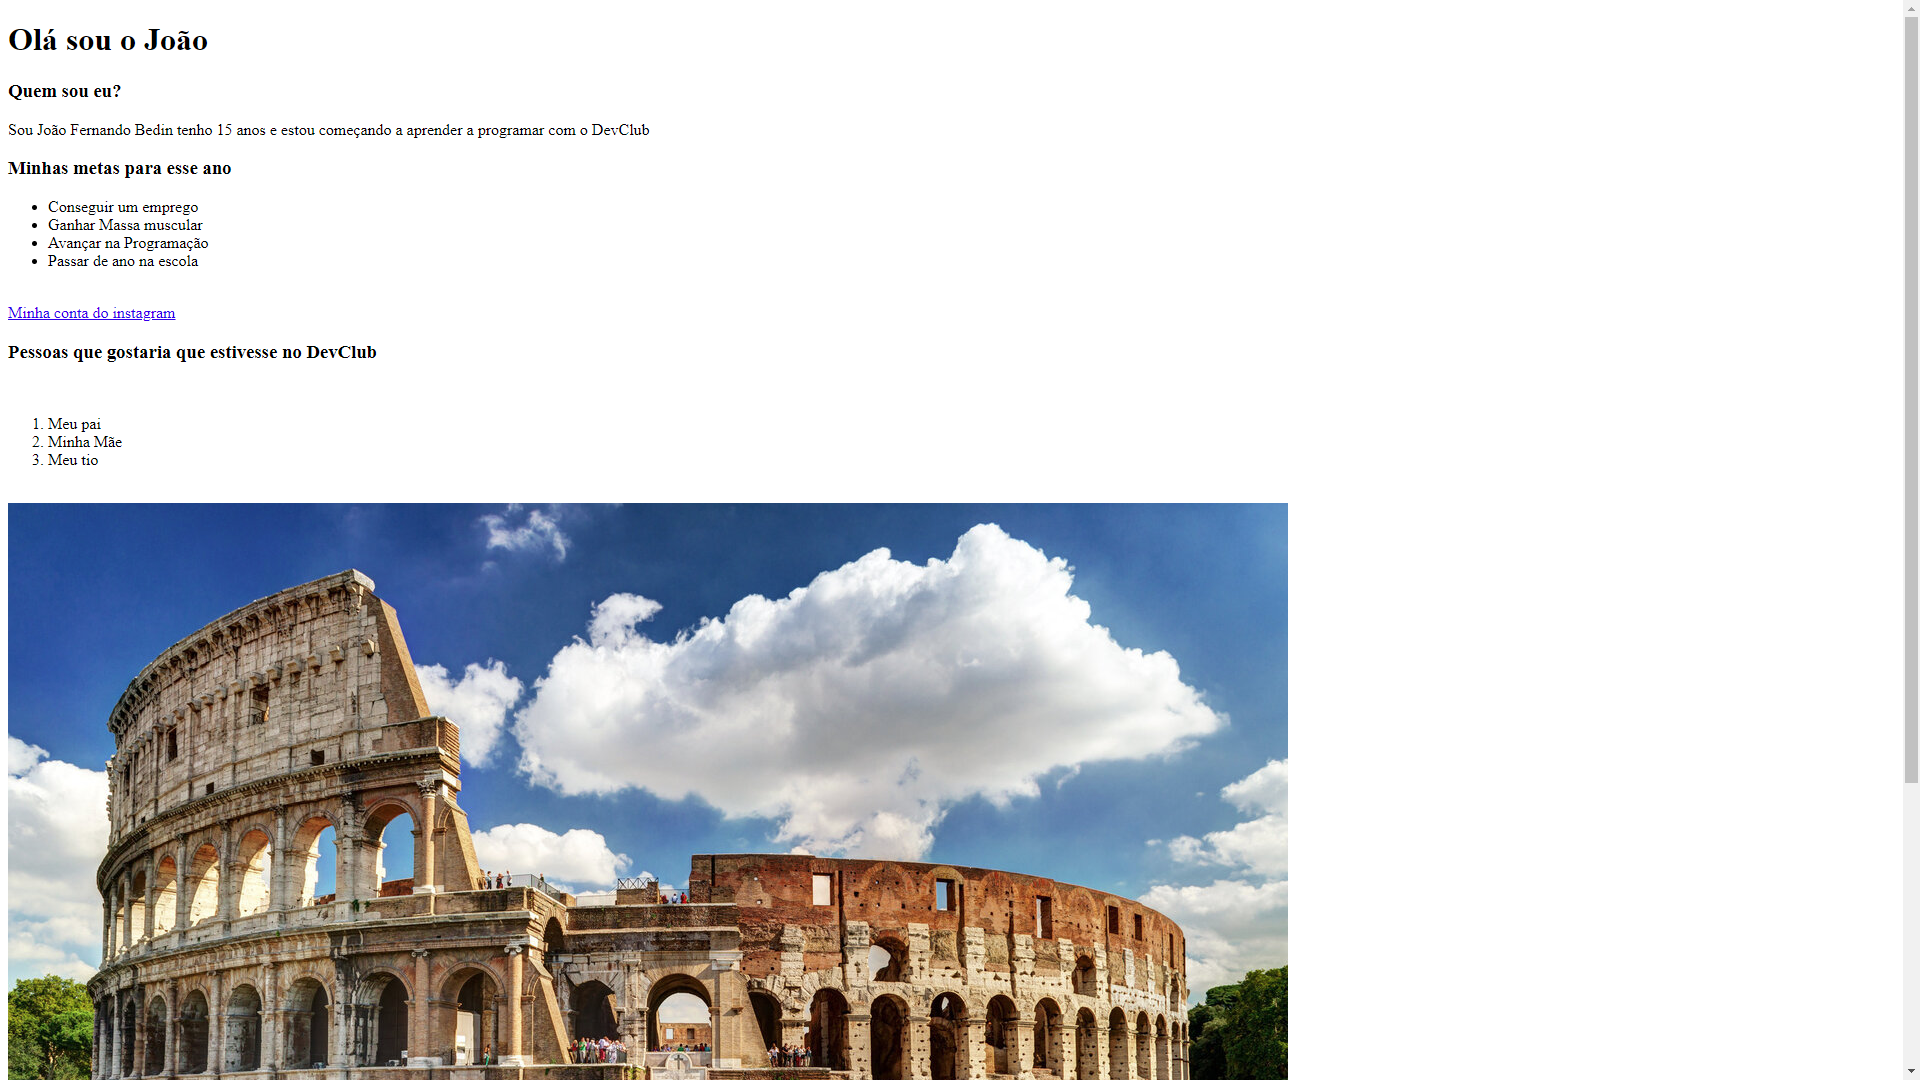 Olá sou o João
Quem sou eu?
Sou João Fernando Bedin tenho 15 anos e estou começando a aprender a programar com o DevClub
Minhas metas para esse ano
• Conseguir um emprego
• Ganhar Massa muscular
• Avançar na Programação
• Passar de ano na escola
Minha conta do instagram
Pessoas que gostaria que estivesse no DevClub
1. Meu pai
2. Minha Mãe
3. Meu tio